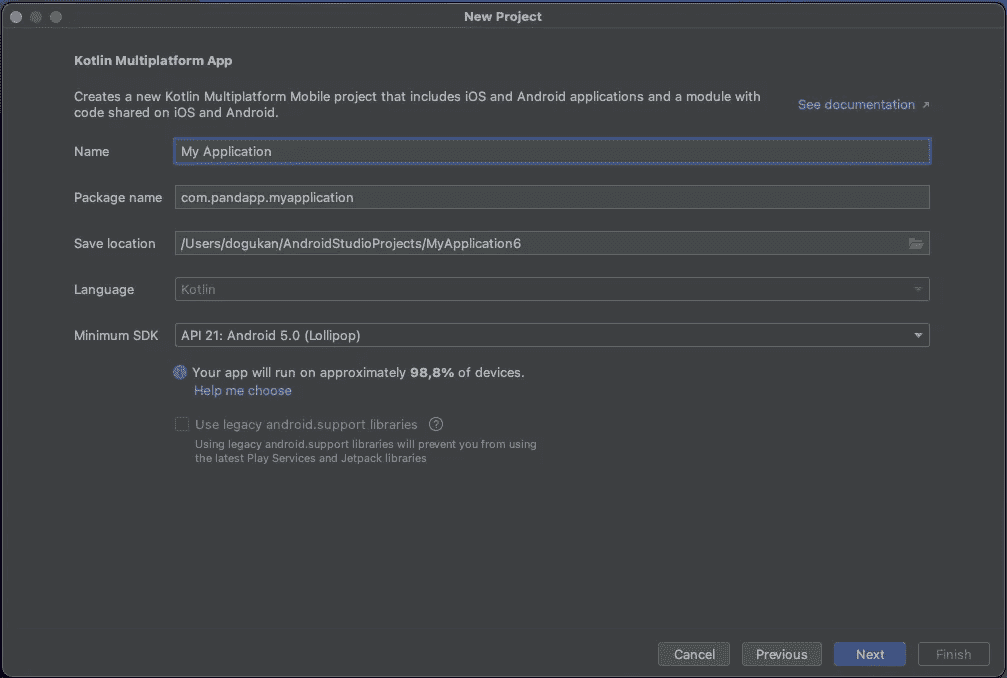 New Project
Kotlin Multiplatform App
Creates a new Kotlin Multiplatform Mobile project that includes iOS and Android applications and a module with
code shared on iOS and Android.
See documentation ↗
Name
My Application
Package name
com.pandapp.myapplication
Save location
/Users/dogukan/AndroidStudioProjects/MyApplication6
Language
Kotlin
Minimum SDK
API 21: Android 5.0 (Lollipop)
Your app will run on approximately 98,8% of devices.
Help me choose
Use legacy android.support libraries ?
Using legacy android.support libraries will prevent you from using
the latest Play Services and Jetpack libraries
Cancel
Previous
Next
Finish